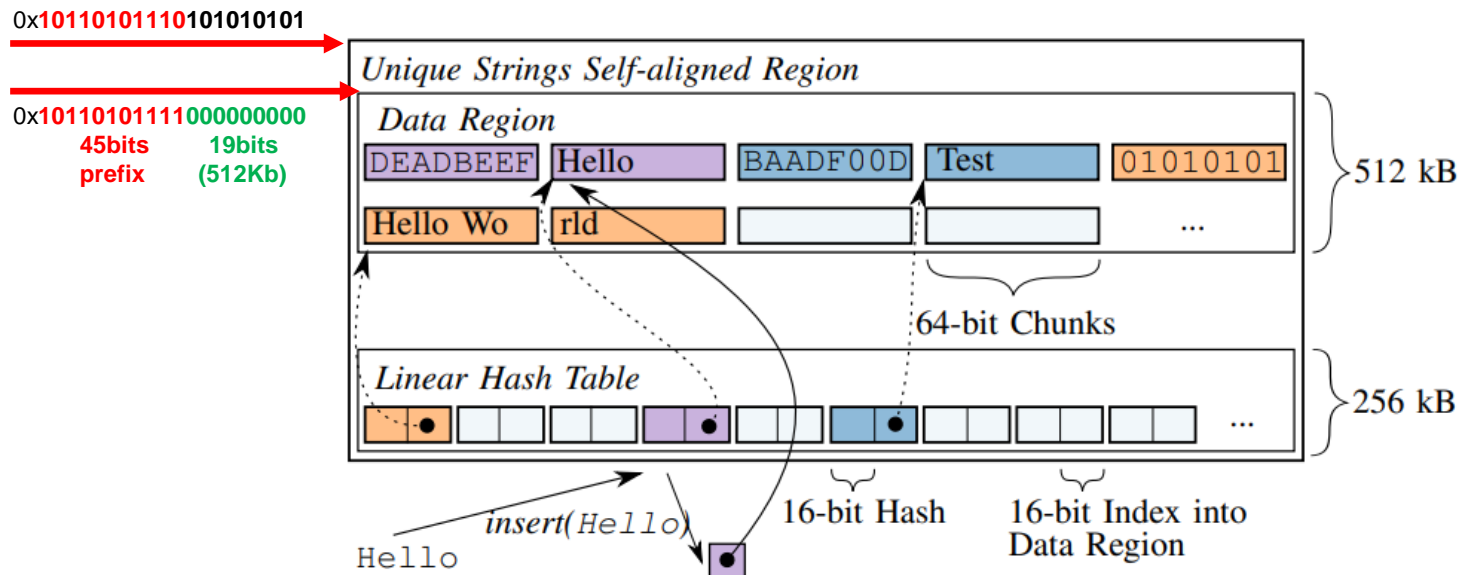 0x10110101110101010101
0x10110101111000000000
45bits 19bits
prefix (512Kb)
Unique Strings Self-aligned Region
Data Region
DEADBEEF Hello BAADF00D Test 01010101
Hello Wo rld ...
512 kB
64-bit Chunks
Linear Hash Table
...
256 kB
16-bit Hash
16-bit Index into
Data Region
insert(Hello)
Hello